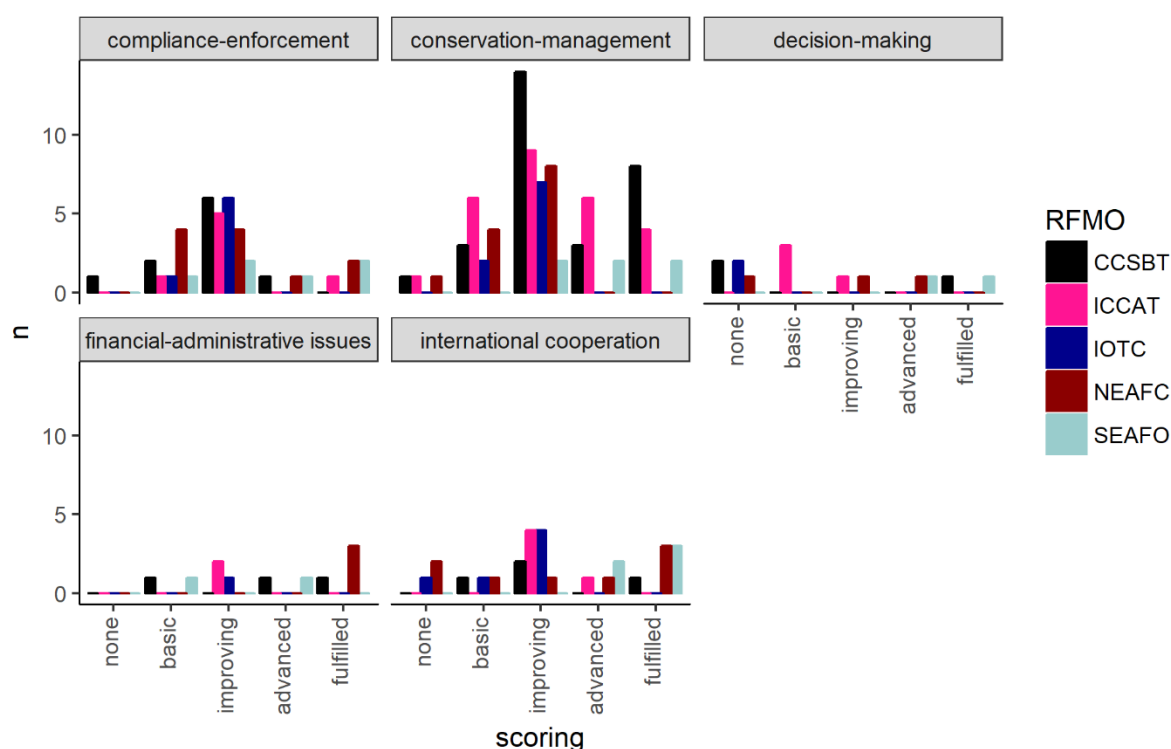 compliance-enforcement
conservation-management
decision-making
10
5
0
none
basic
improving
advanced
fulfilled
n
financial-administrative issues
international cooperation
10
5
0
none
basic
improving
advanced
fulfilled
none
basic
improving
advanced
fulfilled
scoring
RFMO
CCSBT
ICCAT
IOTC
NEAFC
SEAFO